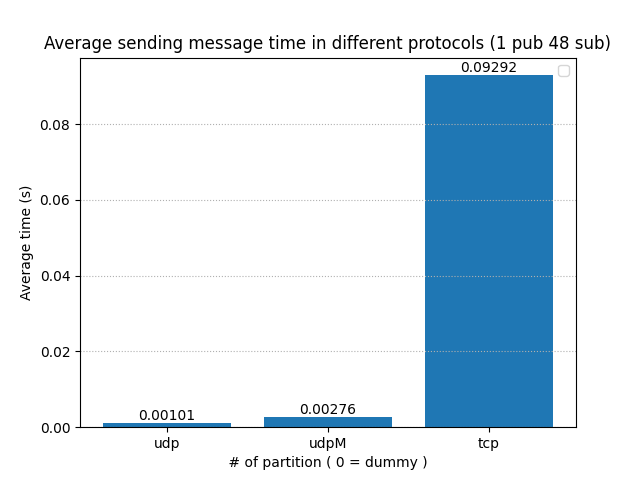 Average sending message time in different protocols (1 pub 48 sub)
0.09292
0.08
0.06
0.04
0.02
0.00
Average time (s)
0.00101
0.00276
udp
udpM
tcp
# of partition ( 0 = dummy )